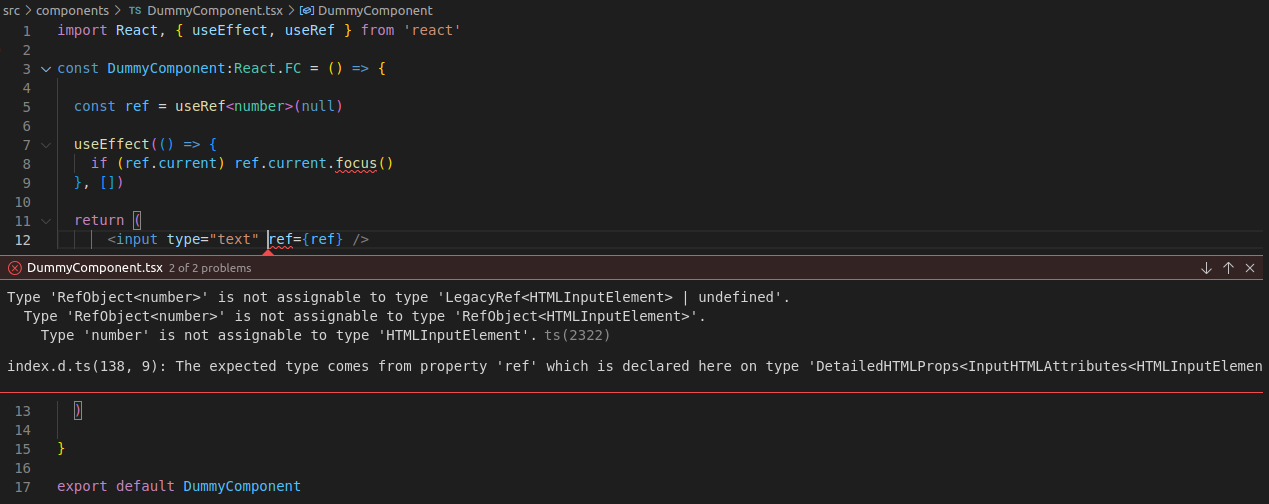 src > components > TS DummyComponent.tsx > DummyComponent
1 import React, { useEffect, useRef } from 'react'
2
3 const DummyComponent:React.FC = () => {
4
5 const ref = useRef<number>(null)
6
7 useEffect(() => {
8 if (ref.current) ref.current.focus()
9 }, [])
10
11 return (
12 <input type="text" ref={ref} />
DummyComponent.tsx 2 of 2 problems
Type 'RefObject<number>' is not assignable to type 'LegacyRef<HTMLInputElement> | undefined'.
Type 'RefObject<number>' is not assignable to type 'RefObject<HTMLInputElement>'.
Type 'number' is not assignable to type 'HTMLInputElement'. ts(2322)
index.d.ts(138, 9): The expected type comes from property 'ref' which is declared here on type 'DetailedHTMLProps<InputHTMLAttributes<HTMLInputElemen
13 )
14
15 }
16
17 export default DummyComponent